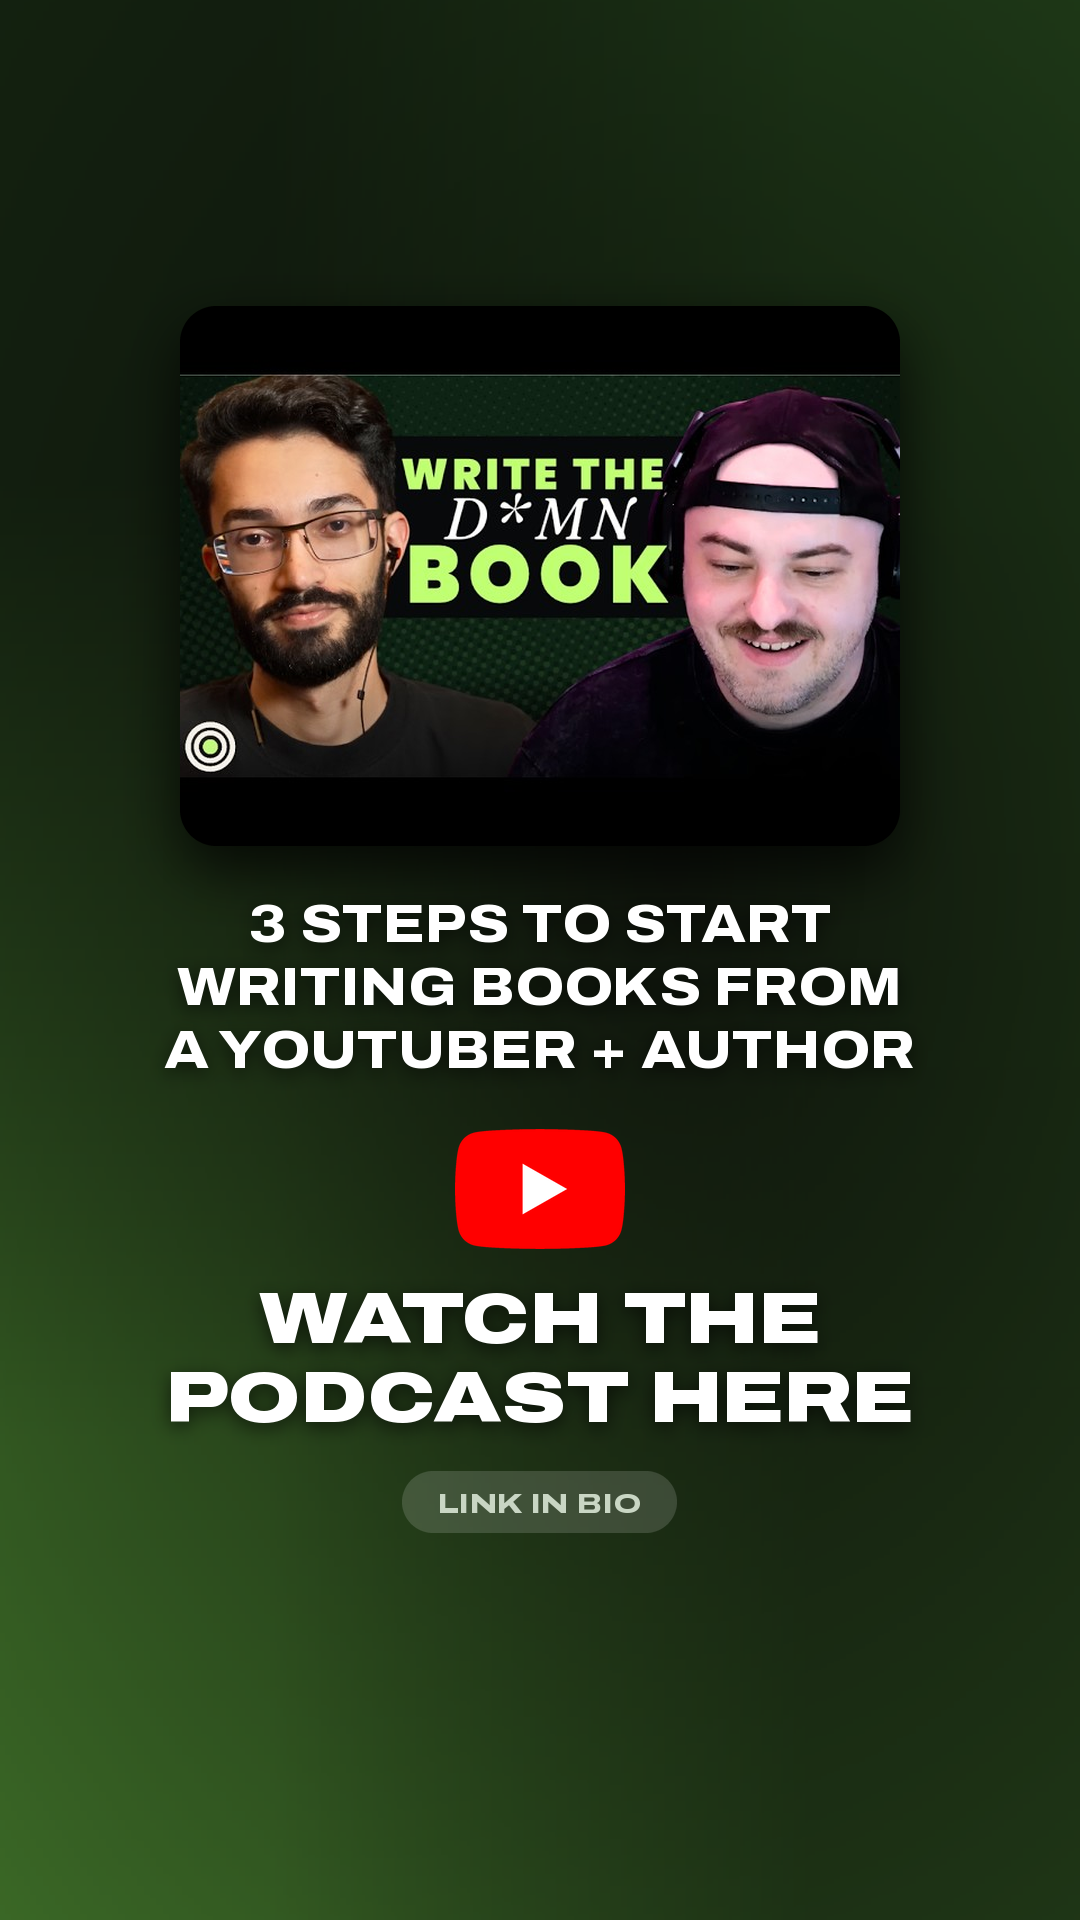 WRITE THE
D*MN
BOOK
3 STEPS TO START
WRITING BOOKS FROM
A YOUTUBER + AUTHOR
WATCH THE
PODCAST HERE
LINK IN BIO